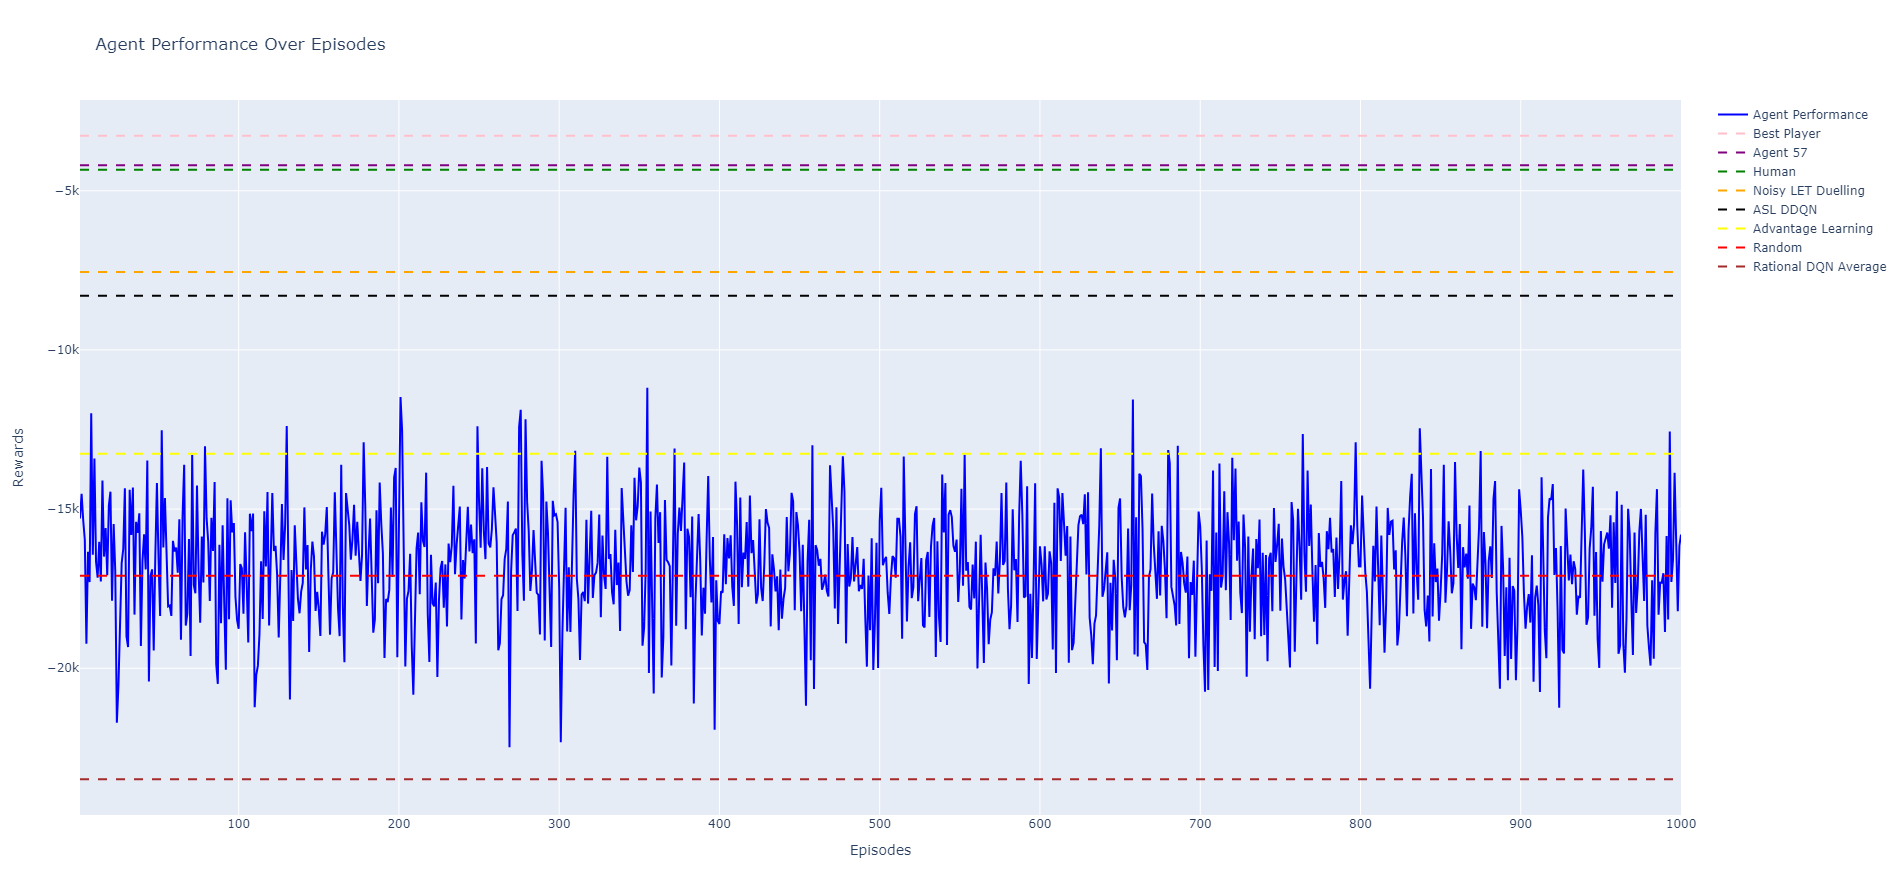 Agent Performance Over Episodes
Agent Performance
Best Player
Agent 57
Human
Noisy LET Duelling
ASL DDQN
Advantage Learning
Random
Rational DQN Average
−5k
−10k
−15k
−20k
Rewards
100 200 300 400 500 600 700 800 900 1000
Episodes